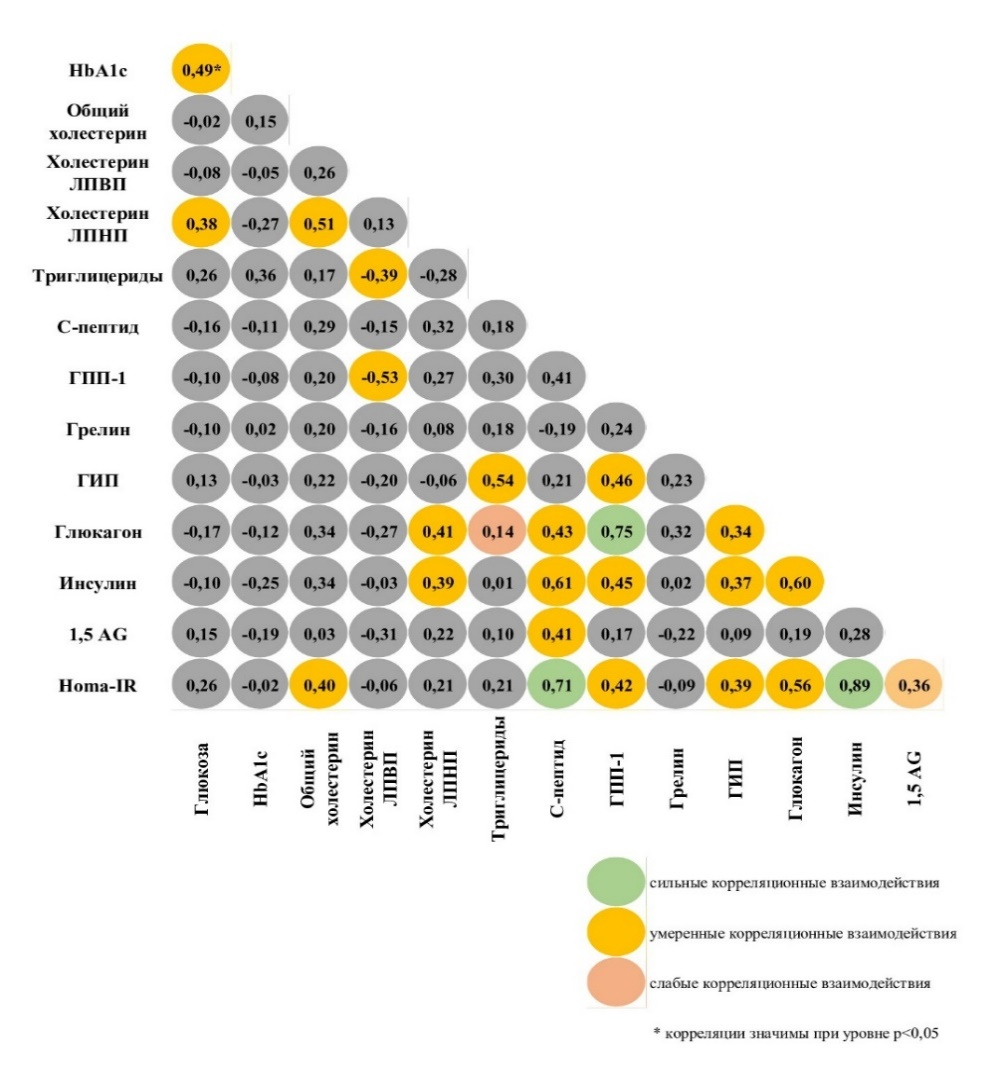 HbA1c 0,49*
Общий
холестерин -0,02 0,15
Холестерин
ЛПВП -0,08 -0,05 0,26
Холестерин
ЛПНП 0,38 -0,27 0,51 0,13
Триглицериды 0,26 0,36 0,17 -0,39 -0,28
С-пептид -0,16 -0,11 0,29 -0,15 0,32 0,18
ГПП-1 -0,10 -0,08 0,20 -0,53 0,27 0,30 0,41
Грелин -0,10 0,02 0,20 -0,16 0,08 0,18 -0,19 0,24
ГИП 0,13 -0,03 0,22 -0,20 -0,06 0,54 0,21 0,46 0,23
Глюкагон -0,17 -0,12 0,34 -0,27 0,41 0,14 0,43 0,75 0,32 0,34
Инсулин -0,10 -0,25 0,34 -0,03 0,39 0,01 0,61 0,45 0,02 0,37 0,60
1,5 AG 0,15 -0,19 0,03 -0,31 0,22 0,10 0,41 0,17 -0,22 0,09 0,19 0,28
Homa-IR 0,26 -0,02 0,40 -0,06 0,21 0,21 0,71 0,42 -0,09 0,39 0,56 0,89 0,36
Глюкоза
HbA1c
Общий
холестерин
Холестерин
ЛПВП
Холестерин
ЛПНП
Триглицериды
С-пептид
ГПП-1
Грелин
ГИП
Глюкагон
Инсулин
1,5 AG
сильные корреляционные взаимодействия
умеренные корреляционные взаимодействия
слабые корреляционные взаимодействия
* корреляции значимы при уровне p<0,05